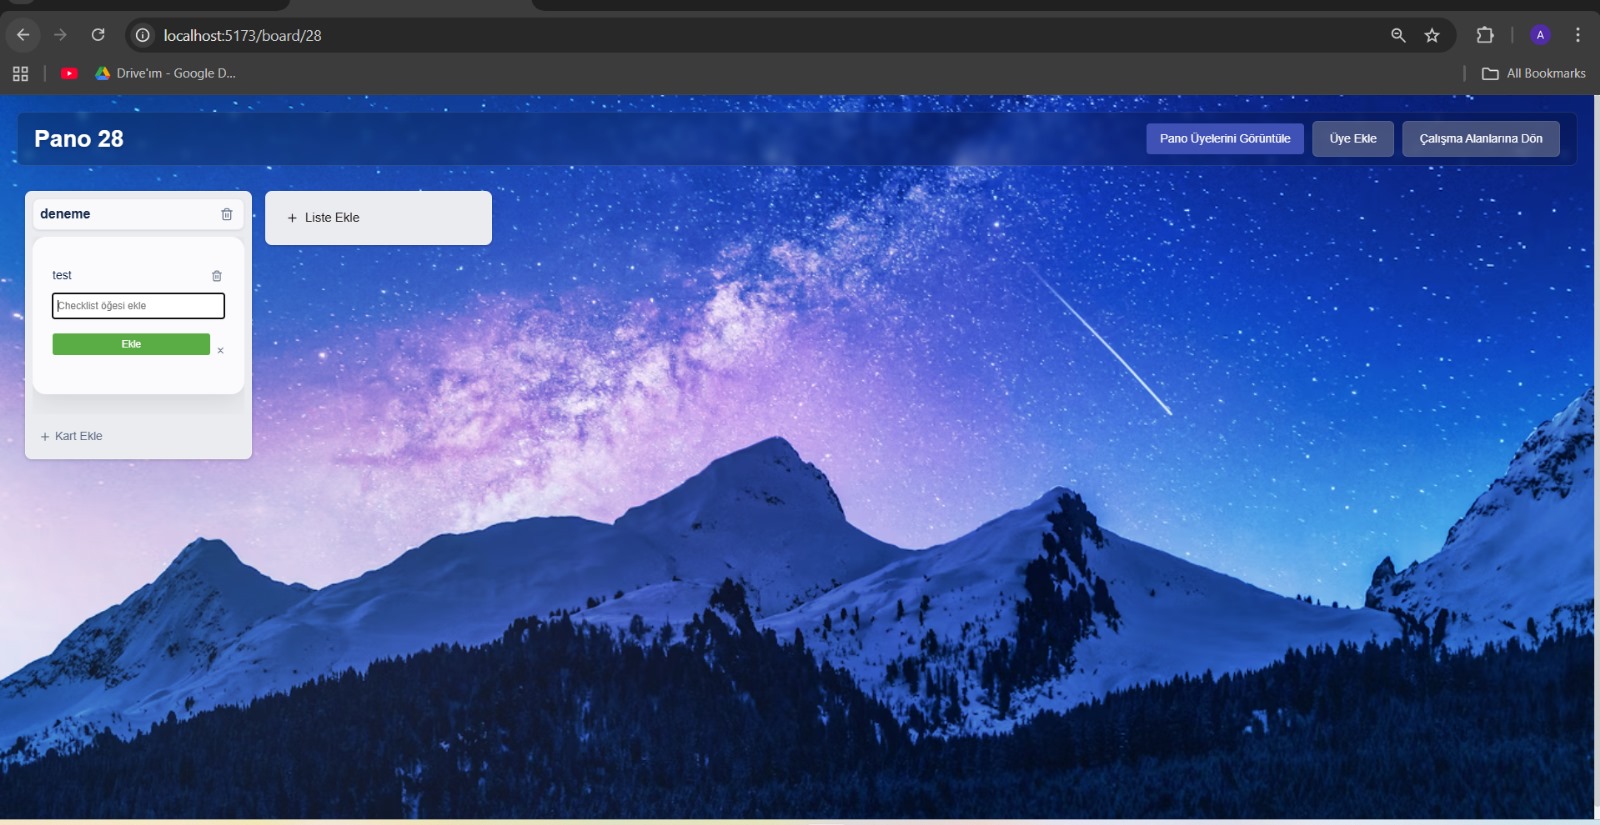 localhost:5173/board/28
A
Drive'ım - Google D...
All Bookmarks
Pano 28
Pano Üyelerini Görüntüle
Üye Ekle
Çalışma Alanlarına Dön
deneme
+ Liste Ekle
test
Checklist öğesi ekle
Ekle
×
+ Kart Ekle